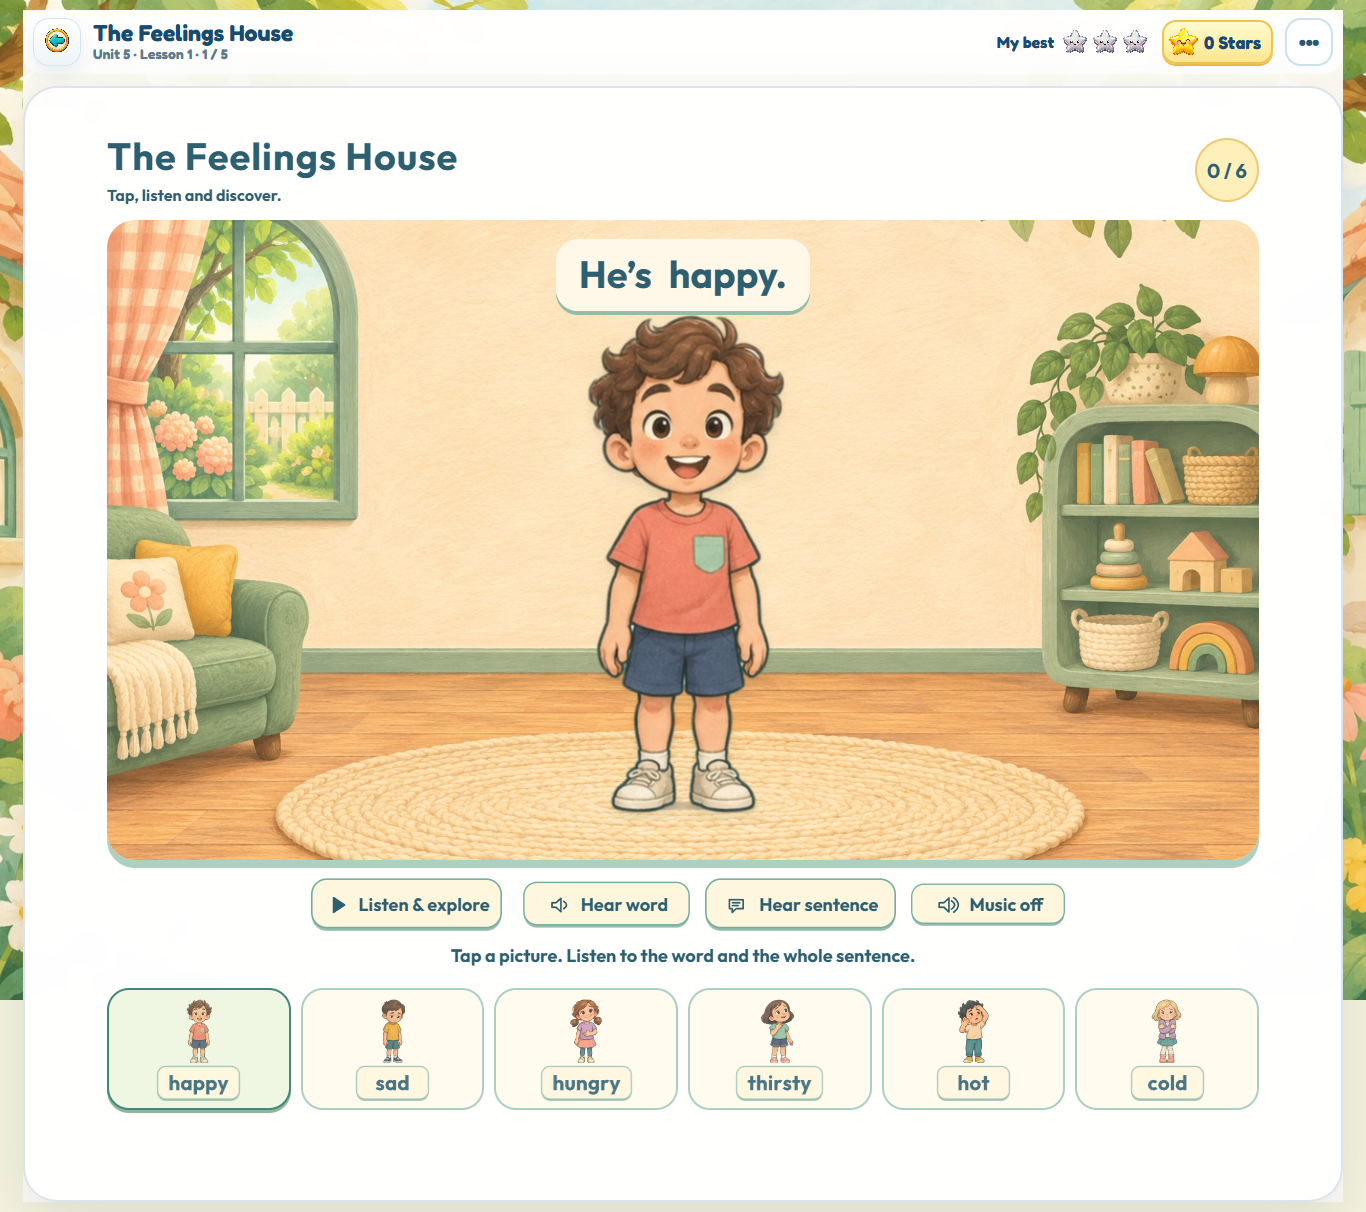 The Feelings House
Unit 5 · Lesson 1 · 1 / 5
My best
0 Stars
The Feelings House
Tap, listen and discover.
0 / 6
He’s happy.
Listen & explore
Hear word
Hear sentence
Music off
Tap a picture. Listen to the word and the whole sentence.
happy
sad
hungry
thirsty
hot
cold